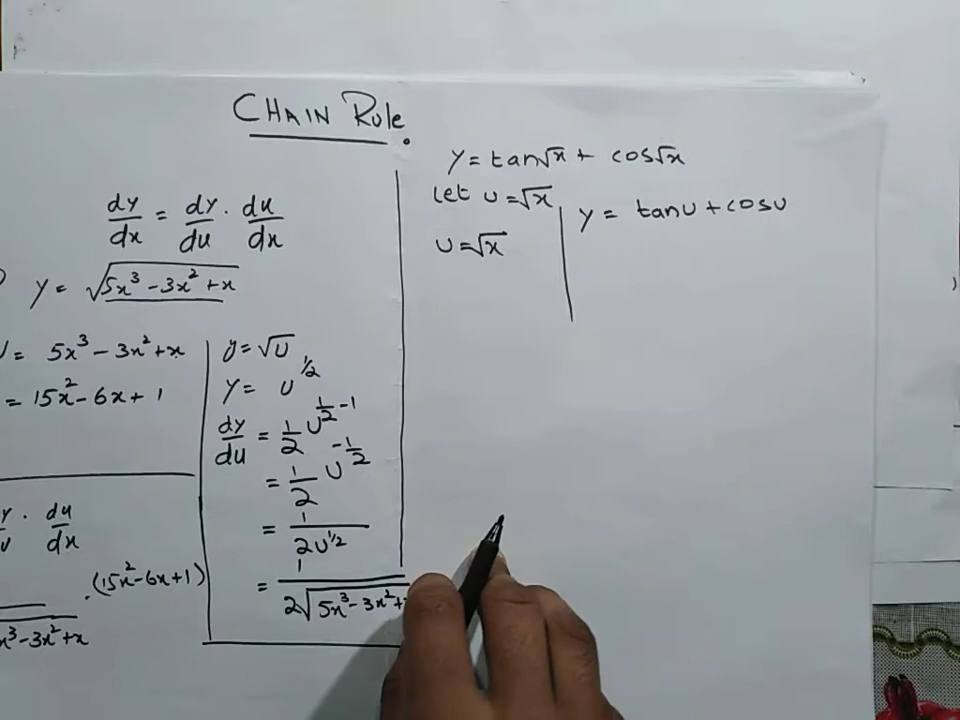 CHAIN Rule.
dy/dx = dy/du · du/dx
y = √5x³ - 3x² + x
U = 5x³ - 3x² + x
= 15x² - 6x + 1
y = √U
y = U^1/2
dy/du = 1/2 U^1/2 - 1
= 1/2 U^-1/2
= 1/2U^1/2
= 1/2√5x³ - 3x² +
du/dx
. (15x² - 6x + 1)
x³ - 3x² + x
y = tan√x + cos√x
Let u = √x
u = √x
y = tanu + cosu